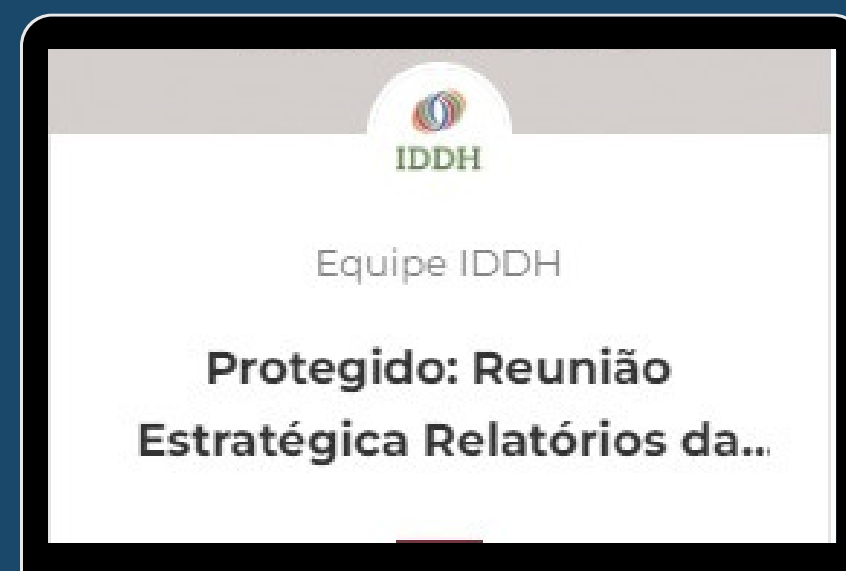 IDDH
Equipe IDDH
Protegido: Reunião
Estratégica Relatórios da...